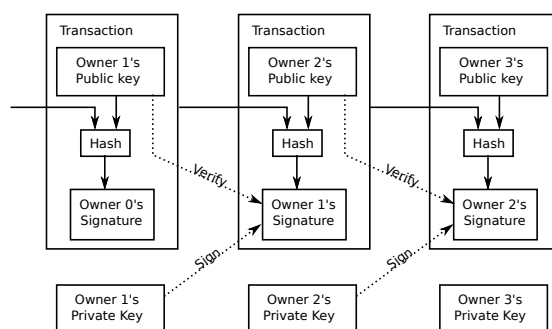 Transaction
Transaction
Transaction
Owner 1's
Public key
Owner 2's
Public key
Owner 3's
Public key
Hash
Hash
Hash
Verify
Verify
Owner 0's
Signature
Owner 1's
Signature
Owner 2's
Signature
Sign
Sign
Owner 1's
Private Key
Owner 2's
Private Key
Owner 3's
Private Key